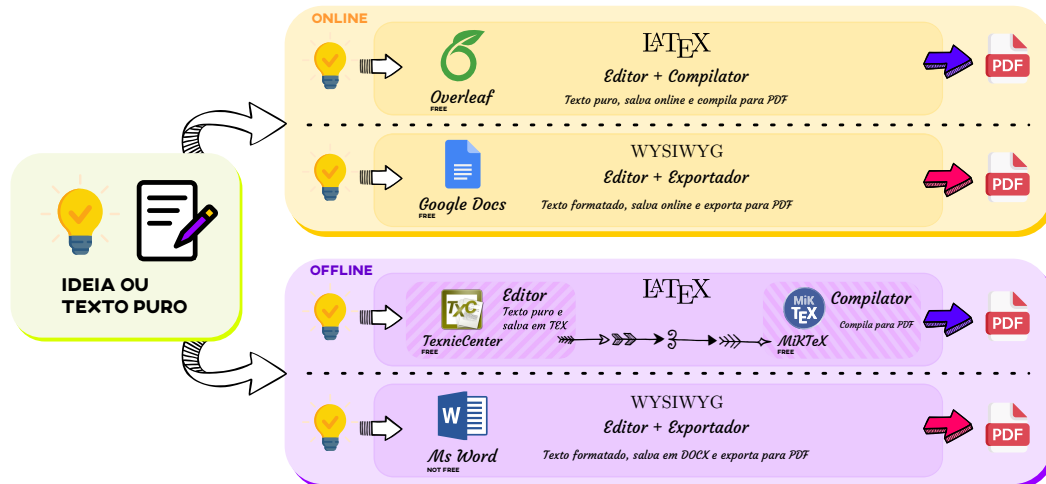 ONLINE
LATEX
Editor + Compilator
Texto puro, salva online e compila para PDF
Overleaf
FREE
PDF
WYSIWYG
Editor + Exportador
Texto formatado, salva online e exporta para PDF
Google Docs
FREE
PDF
IDEIA OU
TEXTO PURO
OFFLINE
LATEX
TXC
Editor
Texto puro e
salva em TEX
TexnicCenter
FREE
MiK
TEX
Compilator
Compila para PDF
MiKTeX
FREE
PDF
W
WYSIWYG
Editor + Exportador
Texto formatado, salva em DOCX e exporta para PDF
Ms Word
NOT FREE
PDF